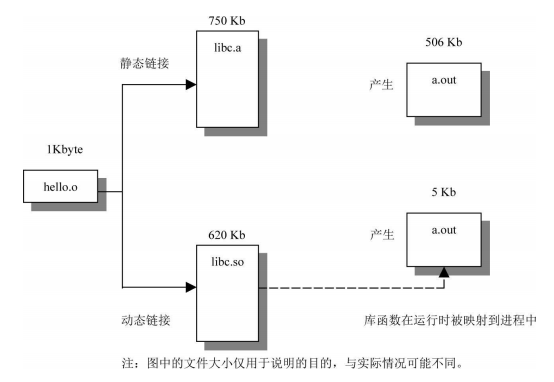 750 Kb
libc.a
静态链接
506 Kb
a.out
产生
1Kbyte
hello.o
5 Kb
a.out
产生
620 Kb
libc.so
动态链接
库函数在运行时被映射到进程中
注：图中的文件大小仅用于说明的目的，与实际情况可能不同。